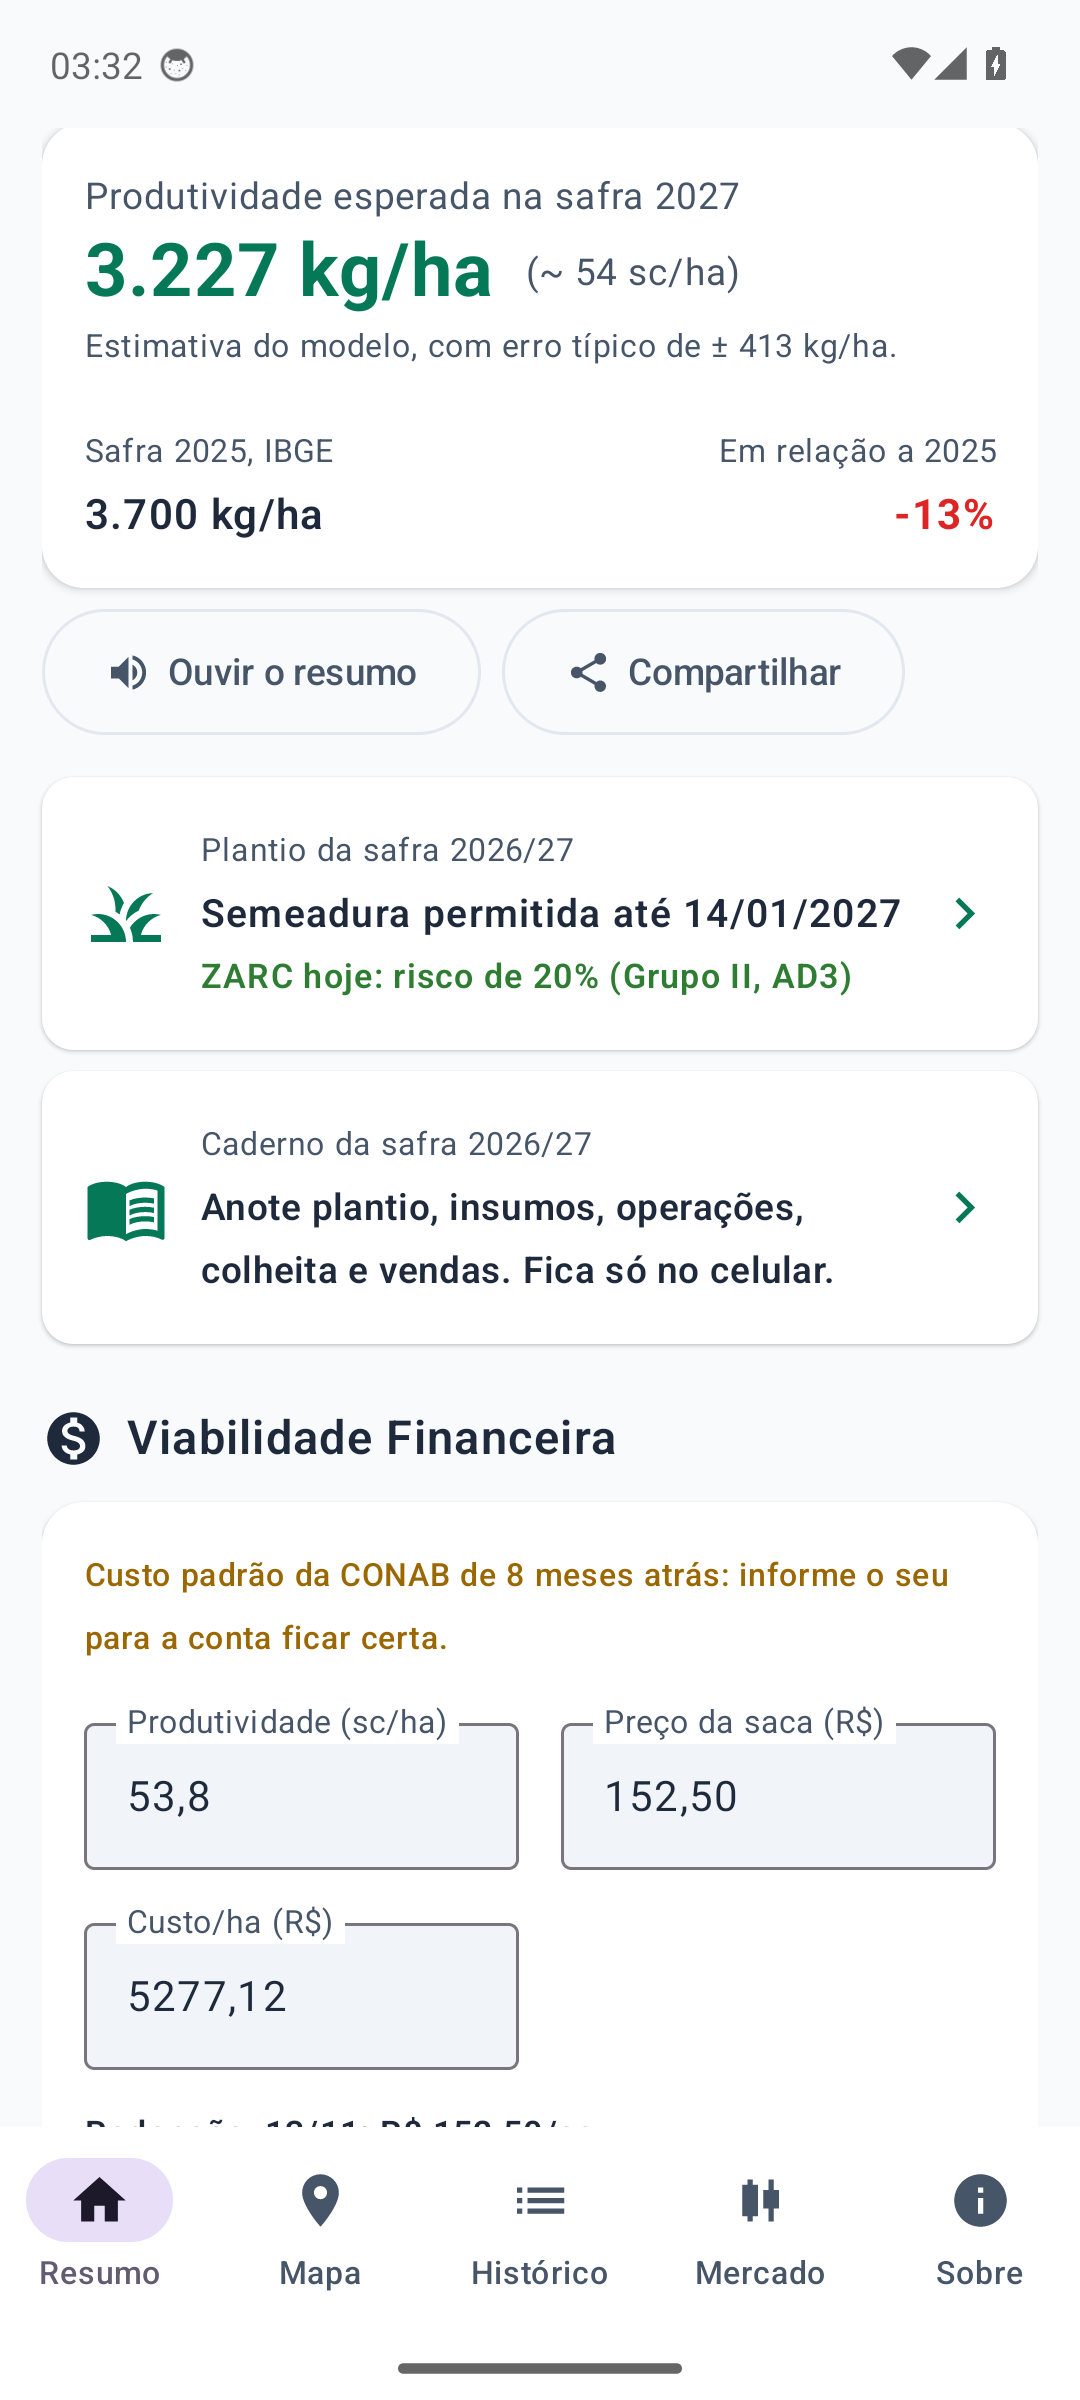 03:32
Produtividade esperada na safra 2027
3.227 kg/ha (~ 54 sc/ha)
Estimativa do modelo, com erro típico de ± 413 kg/ha.
Safra 2025, IBGE
Em relação a 2025
3.700 kg/ha
-13%
Ouvir o resumo
Compartilhar
Plantio da safra 2026/27
Semeadura permitida até 14/01/2027
ZARC hoje: risco de 20% (Grupo II, AD3)
Caderno da safra 2026/27
Anote plantio, insumos, operações,
colheita e vendas. Fica só no celular.
Viabilidade Financeira
Custo padrão da CONAB de 8 meses atrás: informe o seu
para a conta ficar certa.
Produtividade (sc/ha)
Preço da saca (R$)
53,8
152,50
Custo/ha (R$)
5277,12
Resumo
Mapa
Histórico
Mercado
Sobre